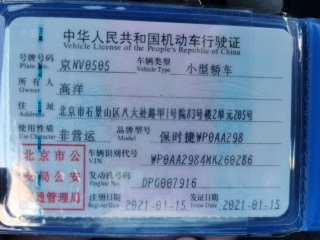 中华人民共和国机动车行驶证
Vehicle License of the People's Republic of China
号牌号码 京NV0505 车辆类型 小型轿车
Plate No. Vehicle Type
所有人 高洋
Owner
住址 北京市石景山区八大处路甲1号院83号楼2单元205号
Address
使用性质 非营运 品牌型号 保时捷WP0AA298
Use Character Model
北京市公安局公安交通管理局
车辆识别代号 WP0AA2984MK260286
VIN
发动机号码 DPG007916
Engine No.
注册日期 2021-01-15 发证日期 2021-01-15
Register Date Issue Date